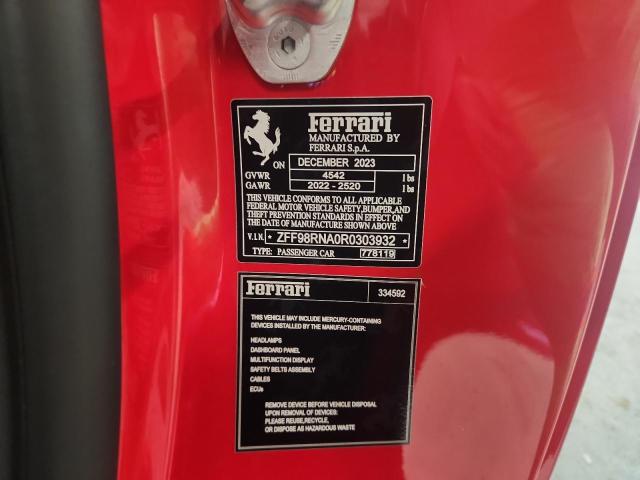 Ferrari
MANUFACTURED BY
FERRARI S.p.A.
ON DECEMBER 2023
GVWR 4542 lbs
GAWR 2022 - 2520 lbs
THIS VEHICLE CONFORMS TO ALL APPLICABLE
FEDERAL MOTOR VEHICLE SAFETY, BUMPER, AND
THEFT PREVENTION STANDARDS IN EFFECT ON
THE DATE OF MANUFACTURE SHOWN ABOVE
V.I.N. * ZFF98RNA0R0303932 *
TYPE: PASSENGER CAR 778119
Ferrari 334592
THIS VEHICLE MAY INCLUDE MERCURY-CONTAINING
DEVICES INSTALLED BY THE MANUFACTURER:
HEADLAMPS
DASHBOARD PANEL
MULTIFUNCTION DISPLAY
SAFETY BELTS ASSEMBLY
CABLES
ECUs
REMOVE DEVICE BEFORE VEHICLE DISPOSAL
UPON REMOVAL OF DEVICES:
PLEASE REUSE,RECYCLE,
OR DISPOSE AS HAZARDOUS WASTE